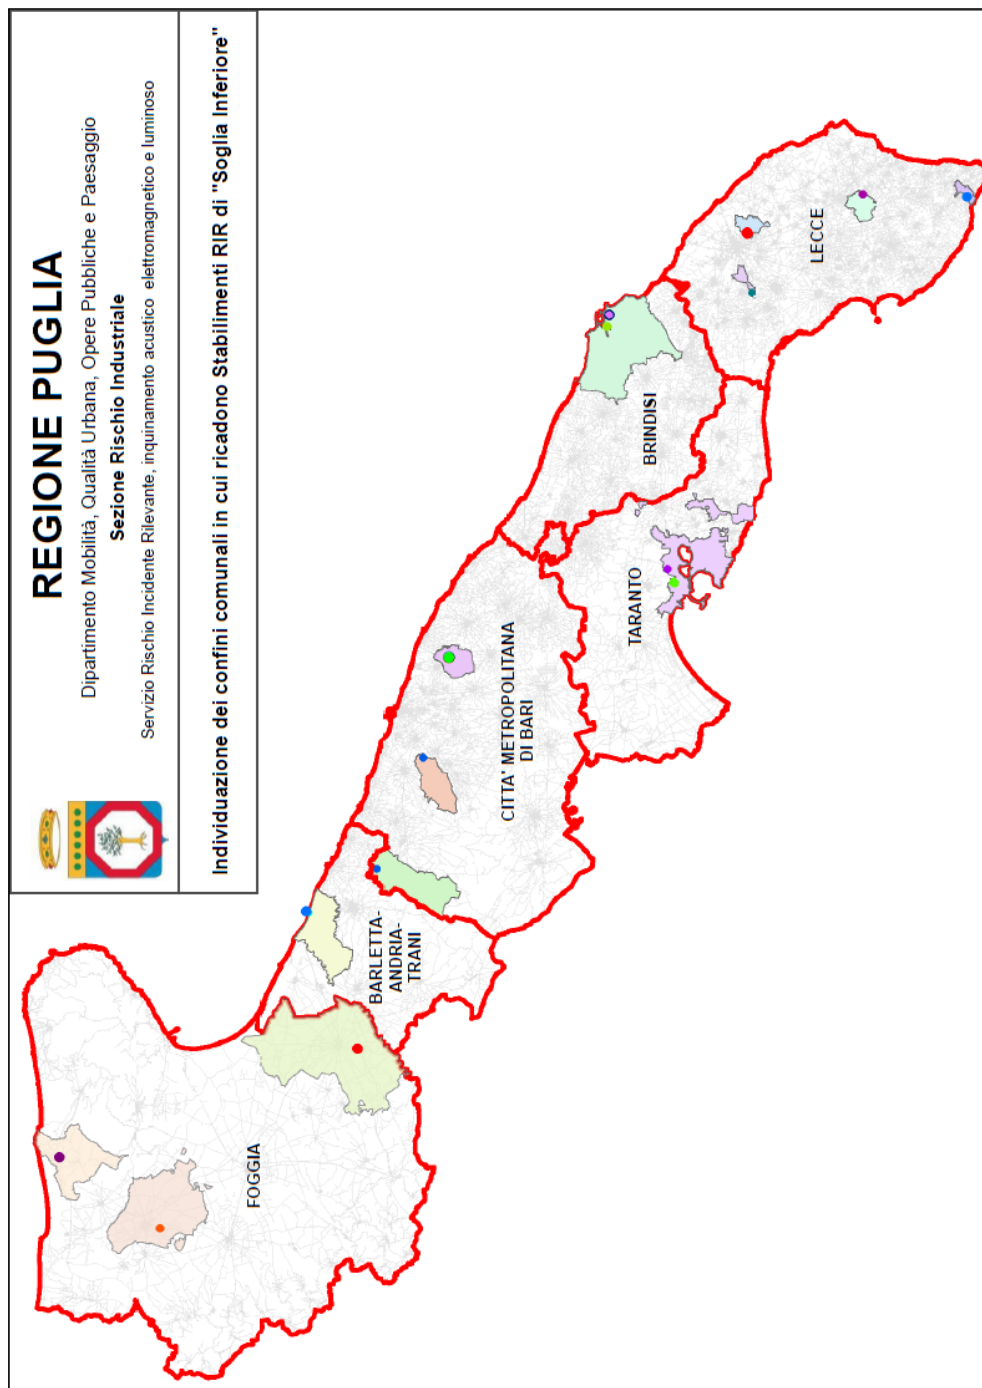 REGIONE PUGLIA
Dipartimento Mobilità, Qualità Urbana, Opere Pubbliche e Paesaggio
Sezione Rischio Industriale
Servizio Rischio Incidente Rilevante, inquinamento acustico elettromagnetico e luminoso
Individuazione dei confini comunali in cui ricadono Stabilimenti RIR di "Soglia Inferiore"
FOGGIA
BARLETTA-
ANDRIA-
TRANI
CITTA' METROPOLITANA
DI BARI
TARANTO
BRINDISI
LECCE